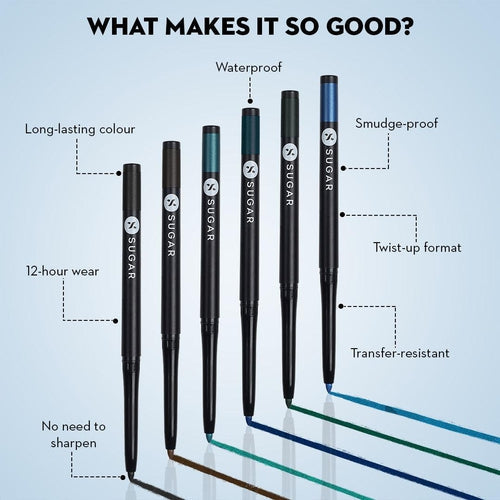 WHAT MAKES IT SO GOOD?
Waterproof
Long-lasting colour
Smudge-proof
12-hour wear
Twist-up format
Transfer-resistant
No need to
sharpen
SUGAR
SUGAR
SUGAR
SUGAR
SUGAR
SUGAR